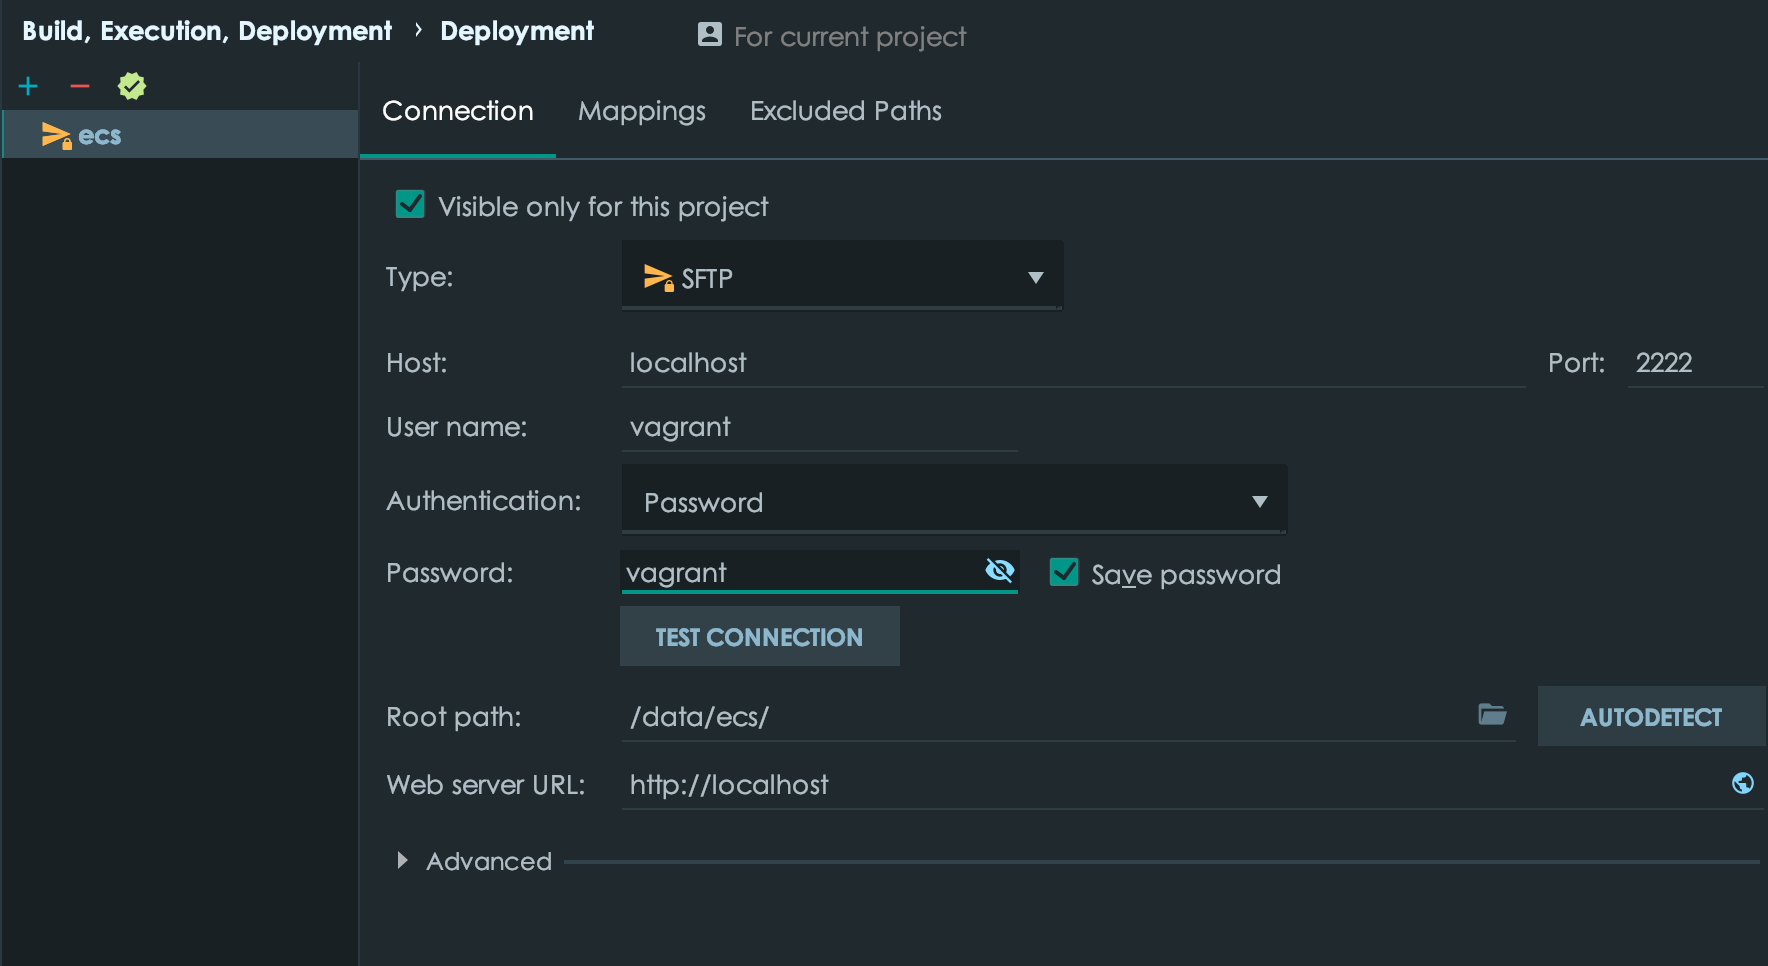 Build, Execution, Deployment › Deployment
For current project
ecs
Connection Mappings Excluded Paths
Visible only for this project
Type: SFTP
Host: localhost Port: 2222
User name: vagrant
Authentication: Password
Password: vagrant Save password
TEST CONNECTION
Root path: /data/ecs/ AUTODETECT
Web server URL: http://localhost
Advanced